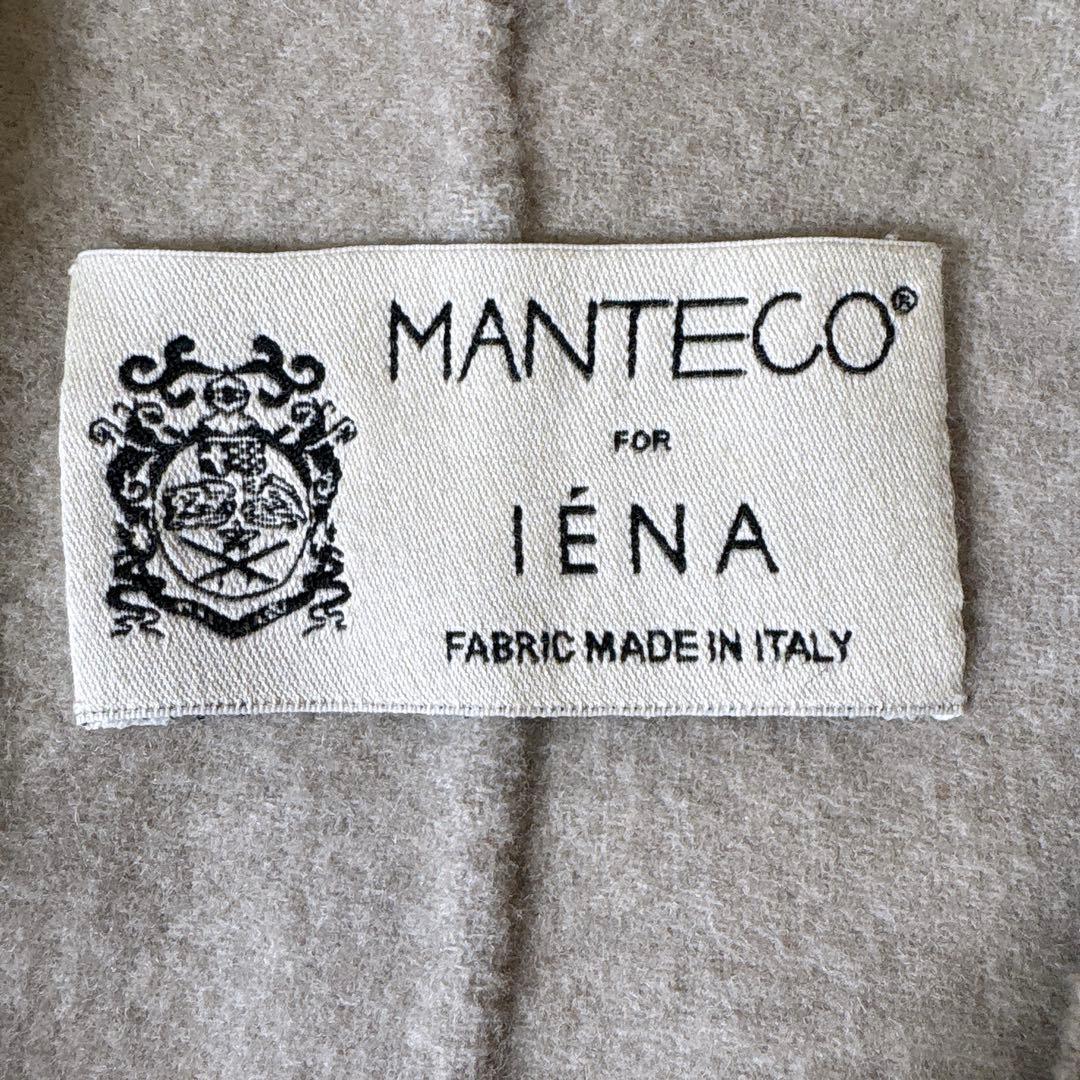 MANTECO®
FOR
IÉNA
FABRIC MADE IN ITALY